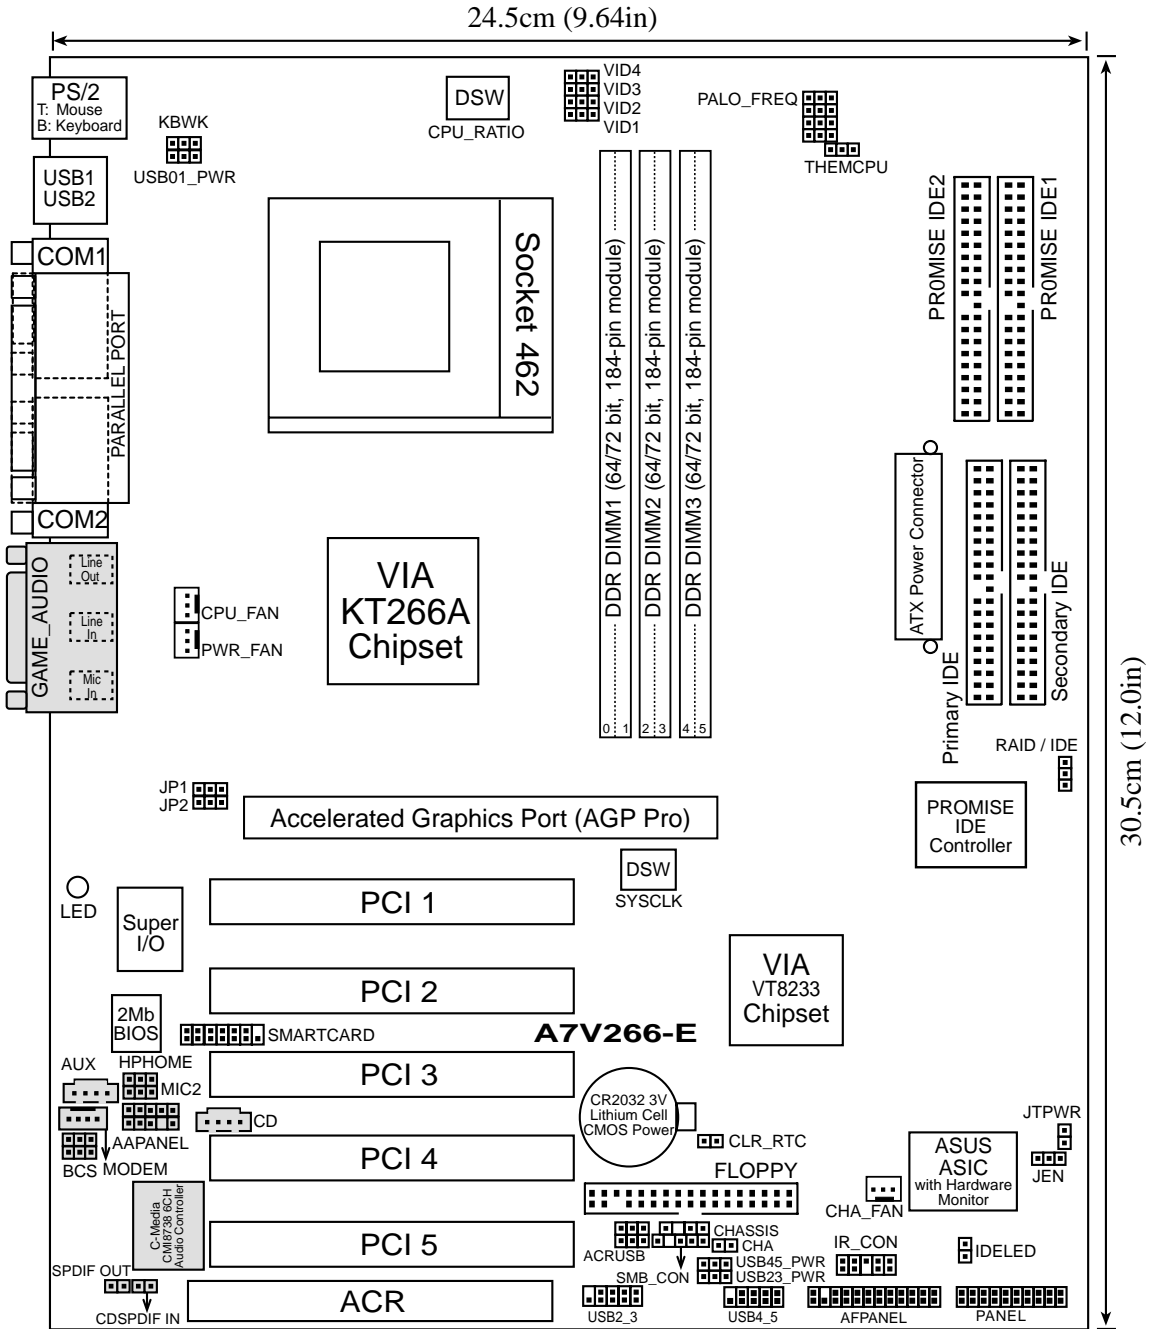 24.5cm (9.64in)
PS/2
T: Mouse
B: Keyboard
KBWK
USB01_PWR
DSW
CPU_RATIO
VID4
VID3
VID2
VID1
PALO_FREQ
THEMCPU
USB1
USB2
COM1
PARALLEL PORT
COM2
Socket 462
DDR DIMM1 (64/72 bit, 184-pin module)
DDR DIMM2 (64/72 bit, 184-pin module)
DDR DIMM3 (64/72 bit, 184-pin module)
0 1
2 3
4 5
PR0MISE IDE2
PR0MISE IDE1
ATX Power Connector
Primary IDE
Secondary IDE
30.5cm (12.0in)
GAME_AUDIO
Line
Out
Line
In
Mic
In
CPU_FAN
PWR_FAN
VIA
KT266A
Chipset
RAID / IDE
JP1
JP2
Accelerated Graphics Port (AGP Pro)
PROMISE
IDE
Controller
DSW
SYSCLK
LED
Super
I/O
PCI 1
PCI 2
VIA
VT8233
Chipset
2Mb
BIOS
SMARTCARD
A7V266-E
AUX
HPHOME
MIC2
PCI 3
CR2032 3V
Lithium Cell
CMOS Power
CD
AAPANEL
BCS
MODEM
PCI 4
CLR_RTC
JTPWR
JEN
ASUS
ASIC
with Hardware
Monitor
FLOPPY
CHA_FAN
C-Media
CMI8738 6CH
Audio Controller
PCI 5
ACRUSB
SMB_CON
CHASSIS
CHA
USB45_PWR
USB23_PWR
IR_CON
IDELED
SPDIF OUT
CDSPDIF IN
ACR
USB2_3
USB4_5
AFPANEL
PANEL